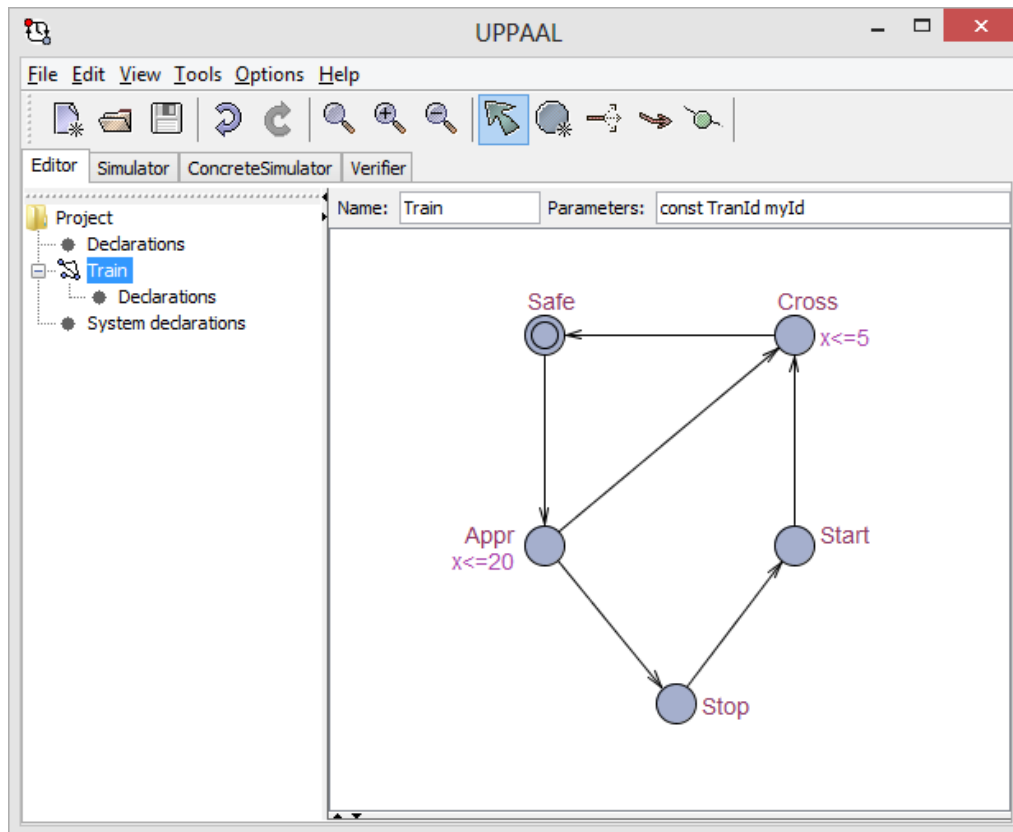 UPPAAL
File Edit View Tools Options Help
Editor Simulator ConcreteSimulator Verifier
Project
Declarations
Train
Declarations
System declarations
Name: Train Parameters: const TranId myId
Safe Cross
x<=5
Appr Start
x<=20
Stop